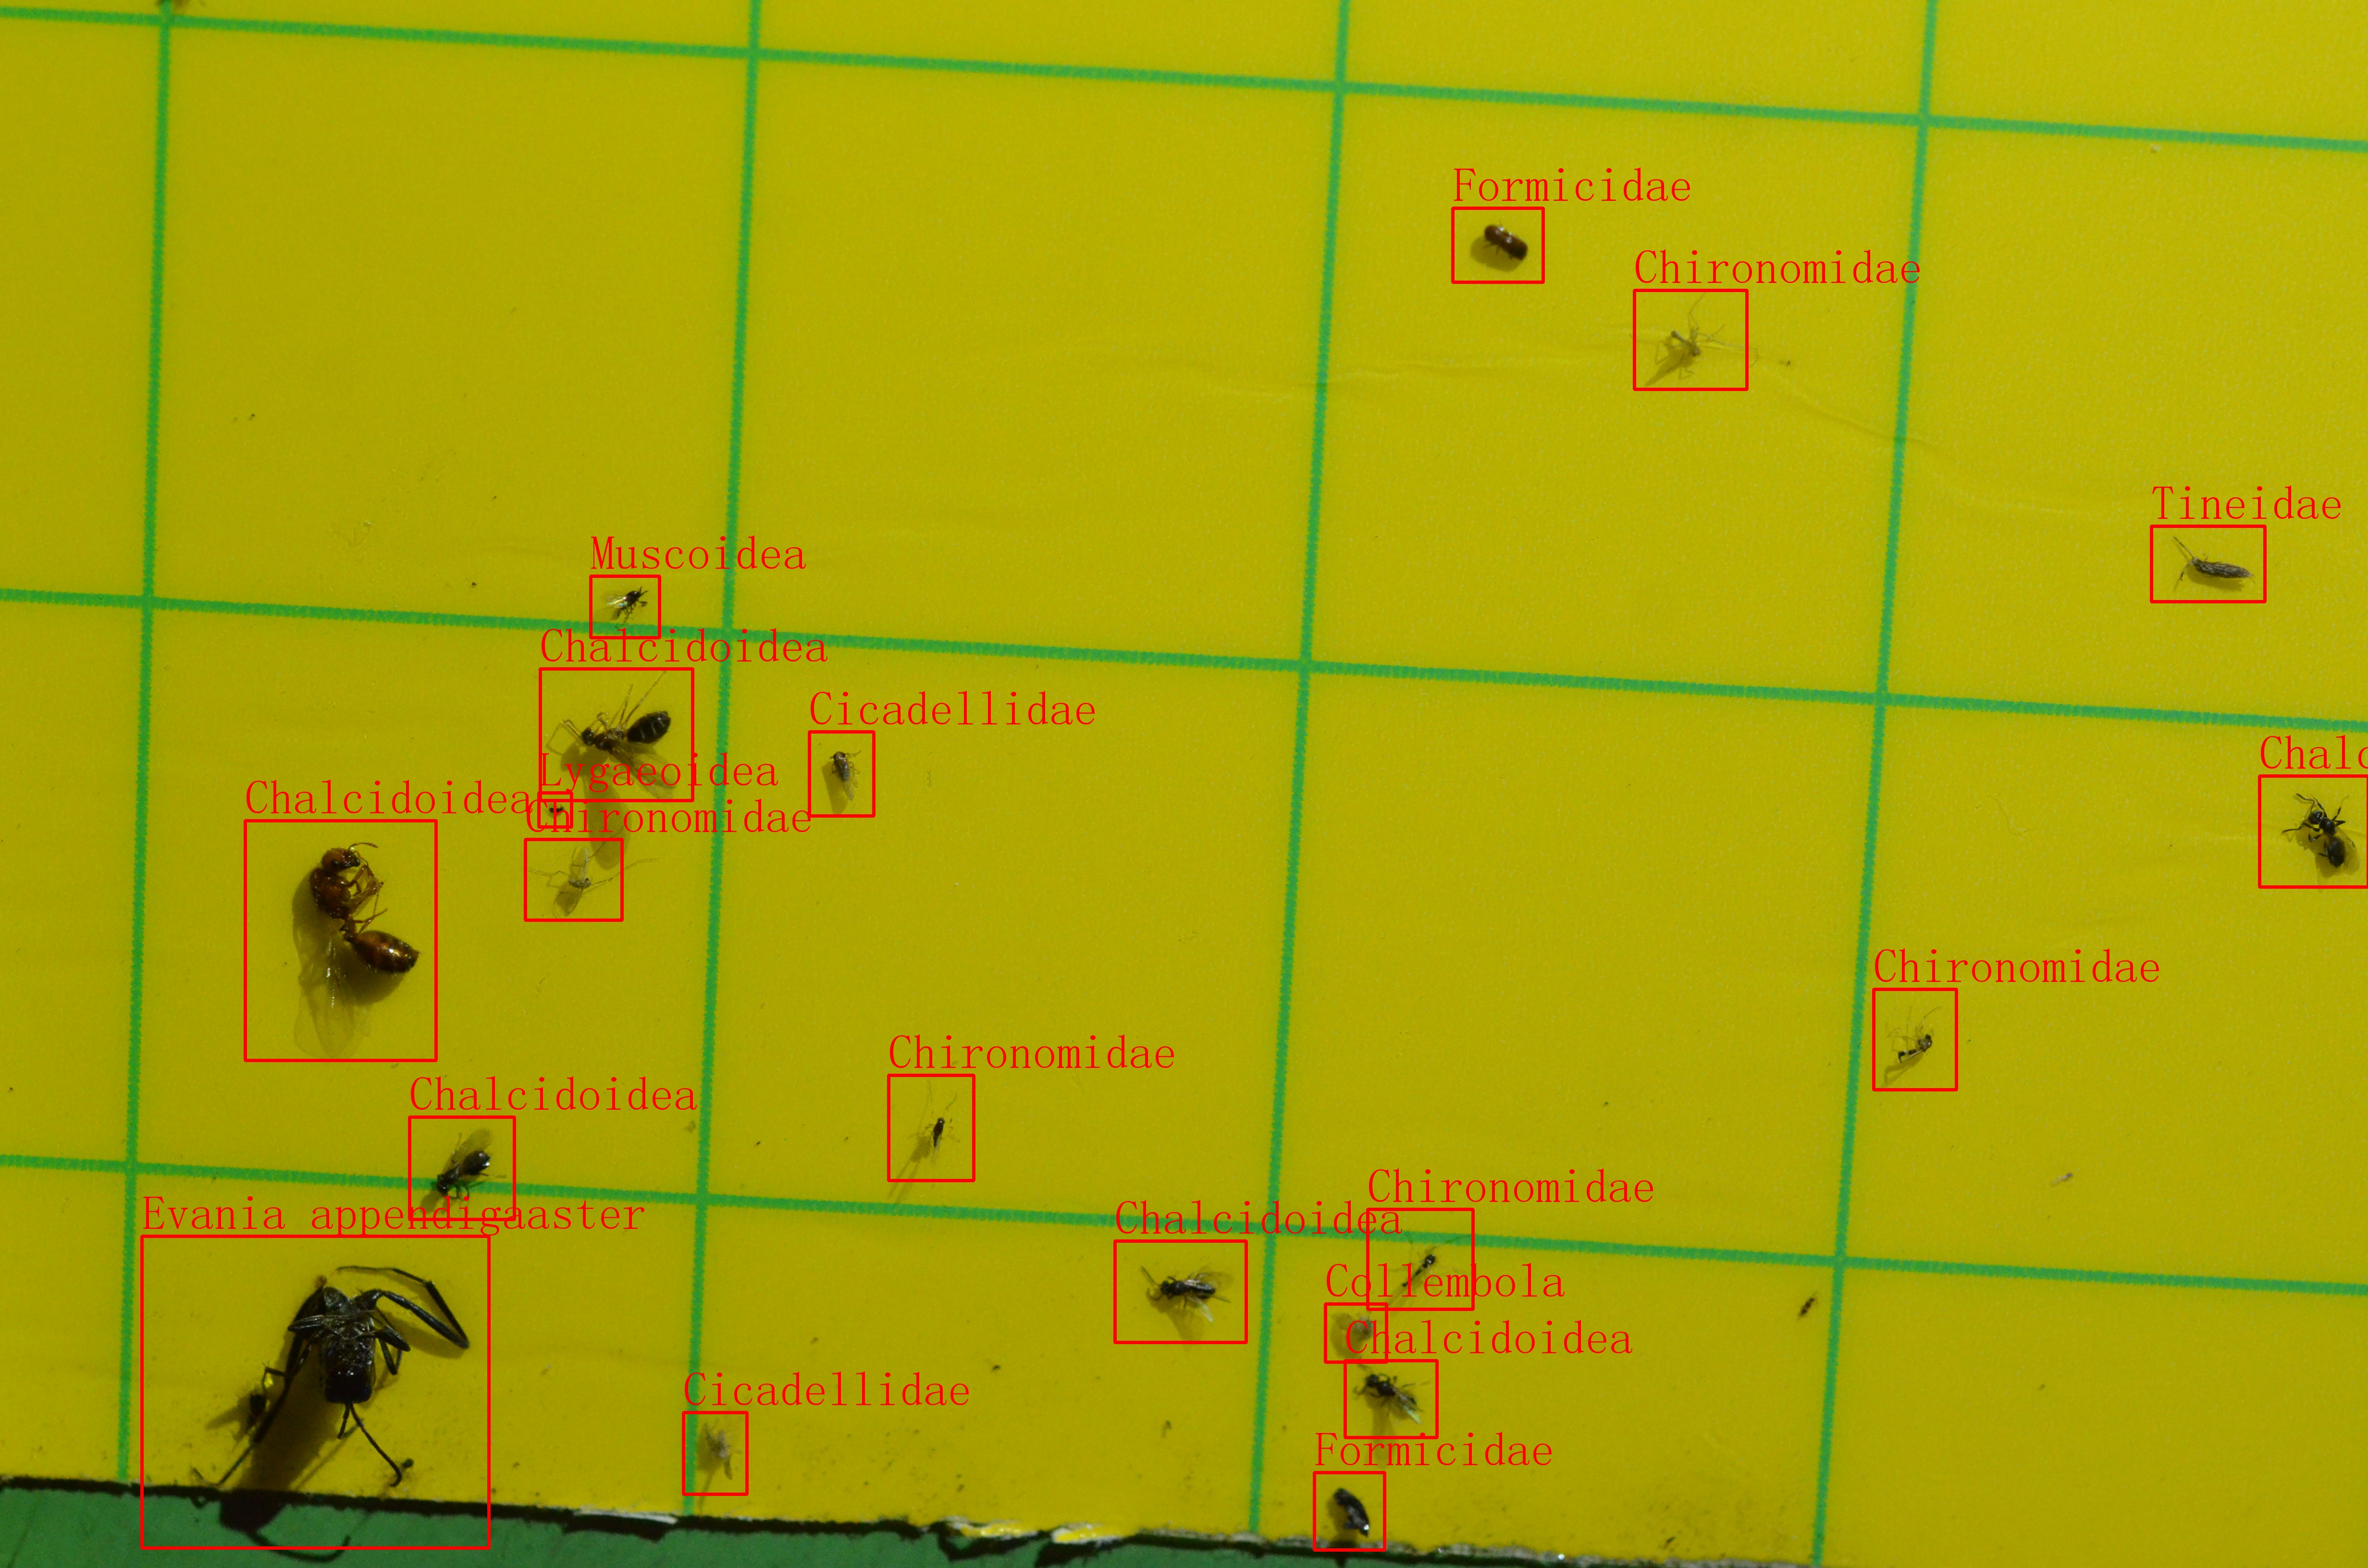 Formicidae
Chironomidae
Tineidae
Muscoidea
Chalcidoidea
Cicadellidae
Chalc
Lygaeoidea
Chalcidoidea
Chironomidae
Chironomidae
Chironomidae
Chalcidoidea
Chironomidae
Evania appendigaaster
Chalcidoidea
Collembola
Chalcidoidea
Cicadellidae
Formicidae